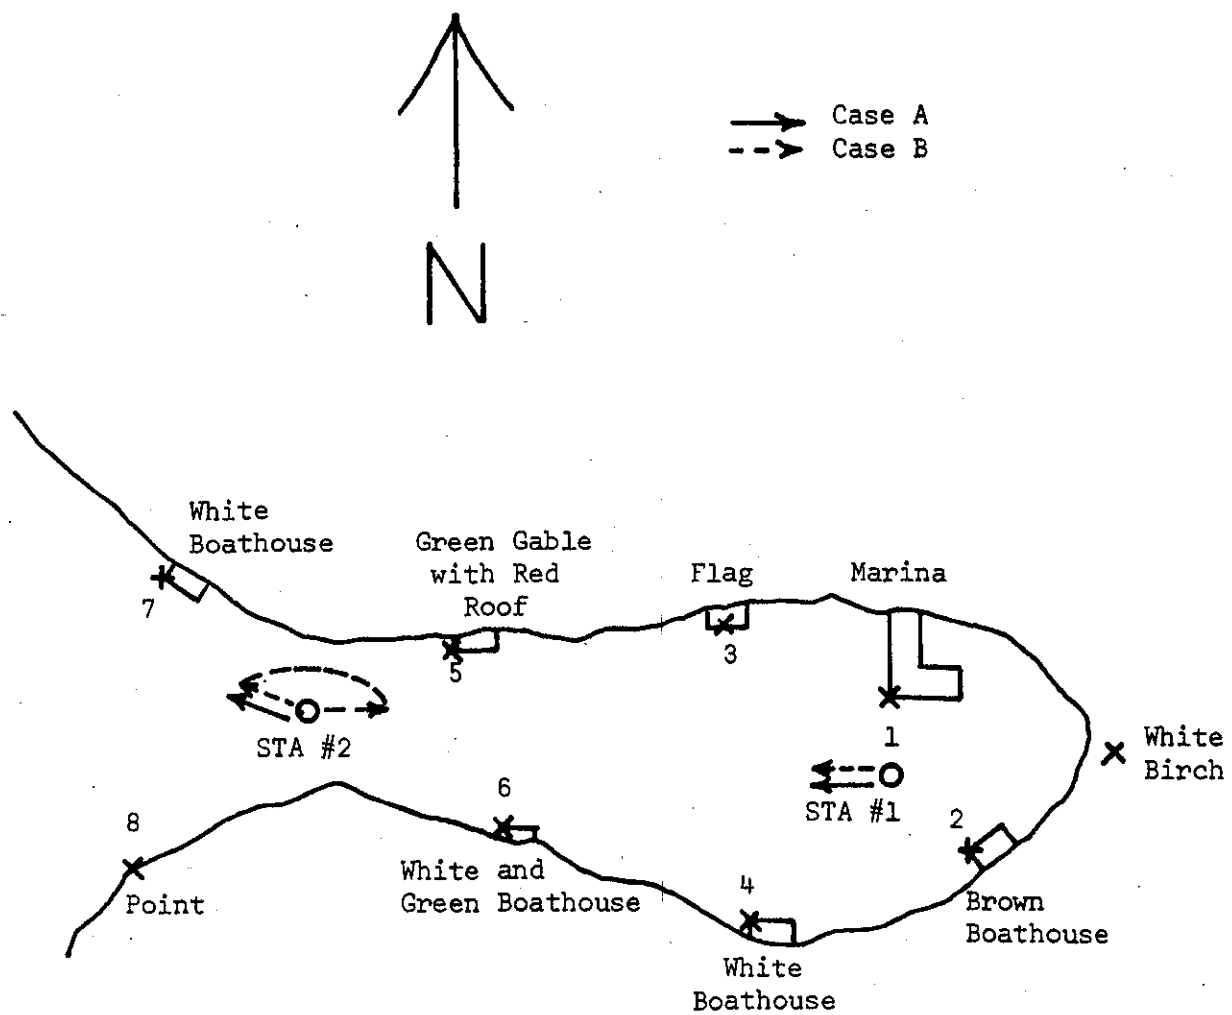 Case A
Case B
N
White
Boathouse
7
Green Gable
with Red
Roof
5
Flag
3
Marina
1
White
Birch
STA #2
STA #1
6
2
8
Point
White and
Green Boathouse
4
White
Boathouse
Brown
Boathouse